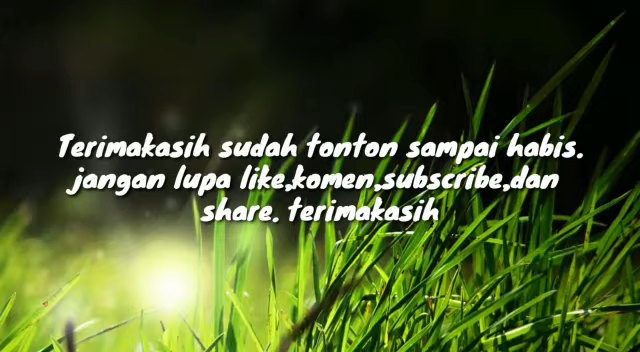 Terimakasih sudah tonton sampai habis.
jangan lupa like,komen,subscribe,dan
share. terimakasih